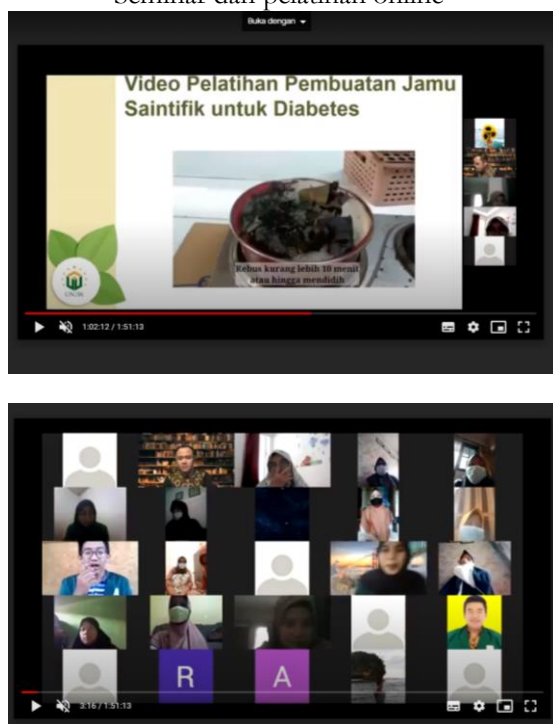 Seminar dan pelatihan online
Buka dengan
Video Pelatihan Pembuatan Jamu
Saintifik untuk Diabetes
Rebus kurang lebih 10 menit
atau hingga mendidih
1:02:12 / 1:51:13
R
A
3:16 / 1:51:13